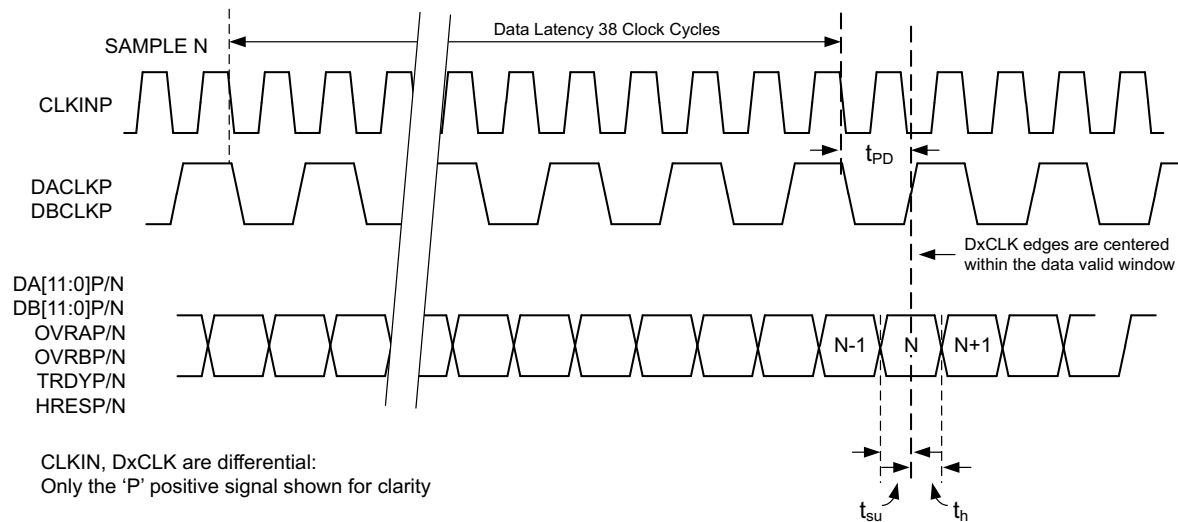 Data Latency 38 Clock Cycles
SAMPLE N
CLKINP
tPD
DACLKP
DBCLKP
DxCLK edges are centered
within the data valid window
DA[11:0]P/N
DB[11:0]P/N
OVRAP/N
OVRBP/N
TRDYP/N
HRESP/N
N-1
N
N+1
CLKIN, DxCLK are differential:
Only the ‘P’ positive signal shown for clarity
tsu
th